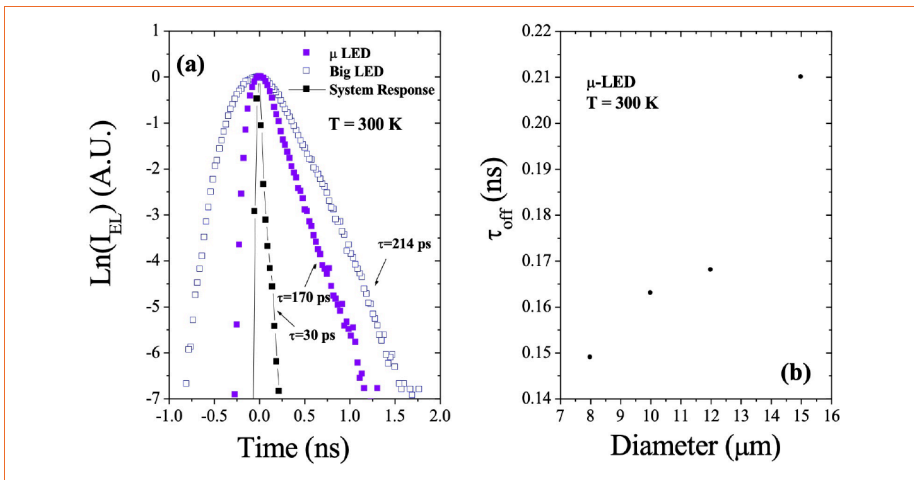 (a)
μ LED
Big LED
System Response
T = 300 K
τ=214 ps
τ=170 ps
τ=30 ps
Ln(I_EL) (A.U.)
1
0
-1
-2
-3
-4
-5
-6
-7
-1.0 -0.5 0.0 0.5 1.0 1.5 2.0
Time (ns)
μ-LED
T = 300 K
(b)
τ_off (ns)
0.22
0.21
0.20
0.19
0.18
0.17
0.16
0.15
0.14
7 8 9 10 11 12 13 14 15 16
Diameter (μm)